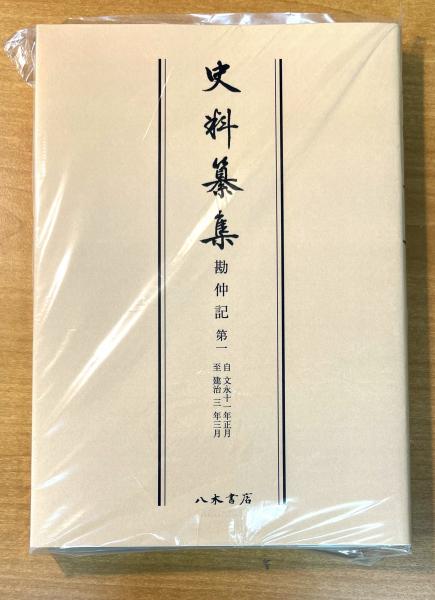 史料纂集
勘仲記 第一
自 文永十一年正月
至 建治三年三月
八木書店